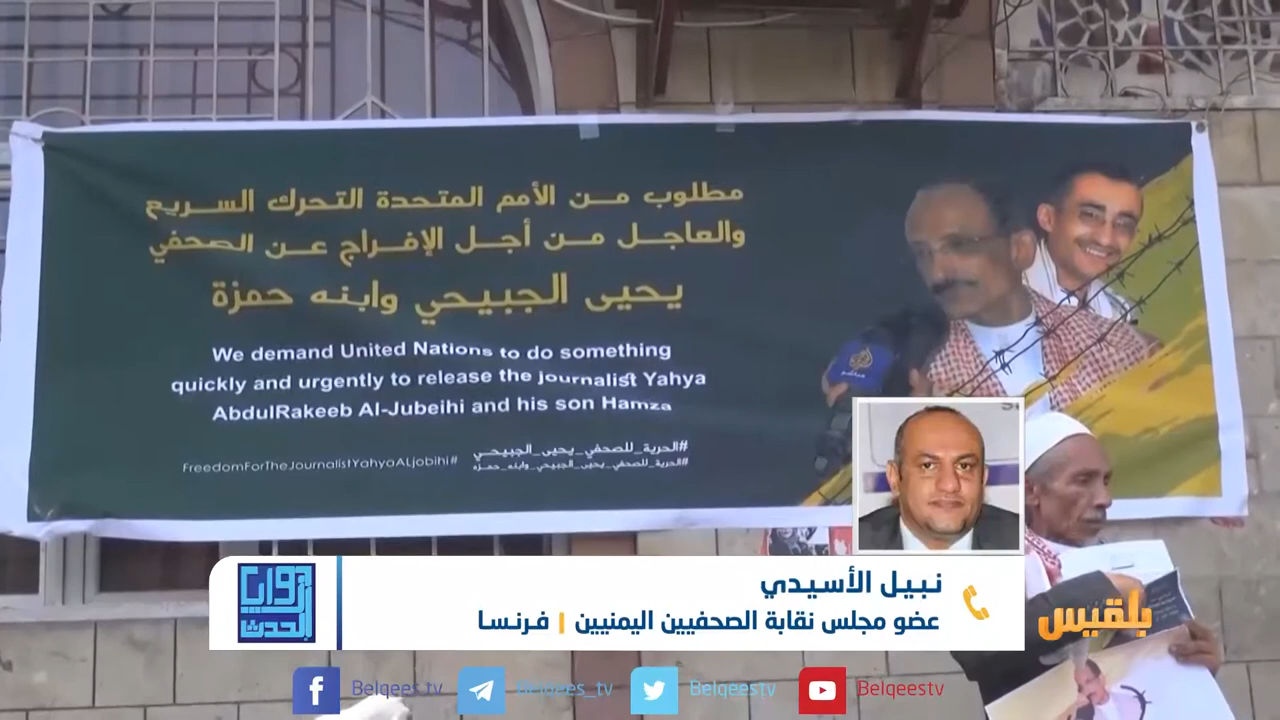 مطلوب من الأمم المتحدة التحرك السريع
والعاجل من أجل الإفراج عن الصحفي
يحيى الجبيحي وابنه حمزة
We demand United Nations to do something
quickly and urgently to release the journalist Yahya
AbdulRakeeb Al-Jubeihi and his son Hamza
#الحرية_للصحفي_يحيى_الجبيحي
#الحرية_للصحفي_يحيى_الجبيحي_وابنه_حمزه
FreedomForTheJournalistYahyaALjobihi#
مباشر
نبيل الأسيدي
عضو مجلس نقابة الصحفيين اليمنيين | فرنسا
زوايا الحدث
بلقيس
Belqees tv
Belqees_tv
Belqeestv
Belqeestv